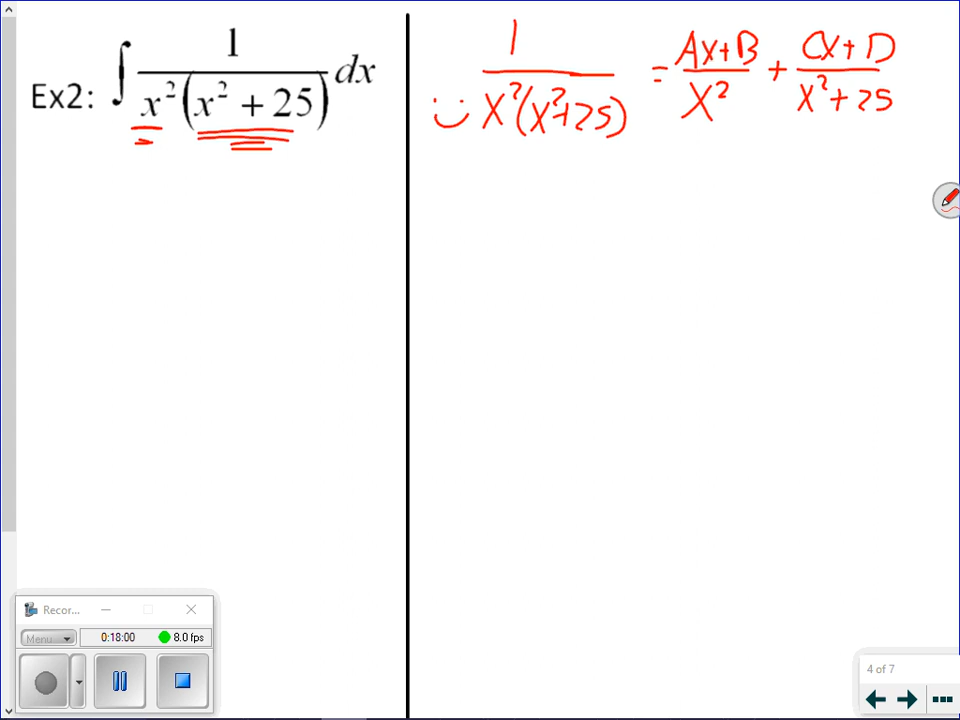 Ex2: ∫ 1/(x²(x² + 25)) dx
1/(x²(x²+25)) = (Ax+B)/x² + (Cx+D)/(x²+25)
Recor...
Menu
0:18:00
8.0 fps
4 of 7